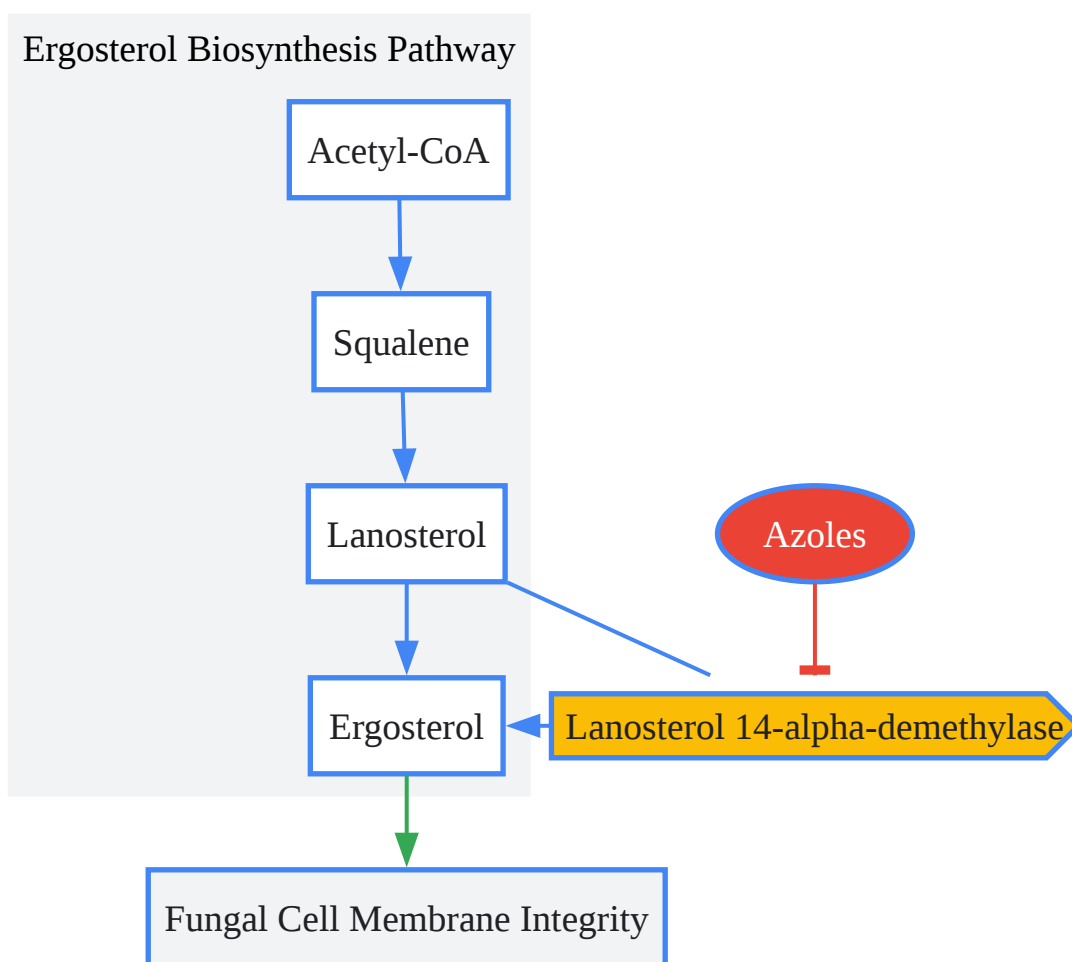 Ergosterol Biosynthesis Pathway
Acetyl-CoA
Squalene
Lanosterol
Azoles
Ergosterol
Lanosterol 14-alpha-demethylase
Fungal Cell Membrane Integrity